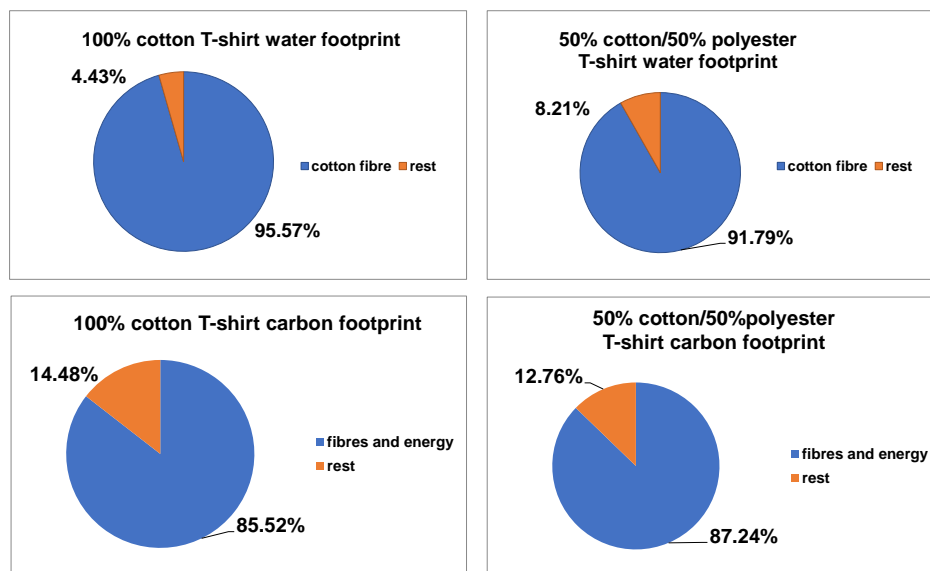 100% cotton T-shirt water footprint
4.43%
cotton fibre rest
95.57%
50% cotton/50% polyester
T-shirt water footprint
8.21%
cotton fibre rest
91.79%
100% cotton T-shirt carbon footprint
14.48%
fibres and energy
rest
85.52%
50% cotton/50%polyester
T-shirt carbon footprint
12.76%
fibres and energy
rest
87.24%